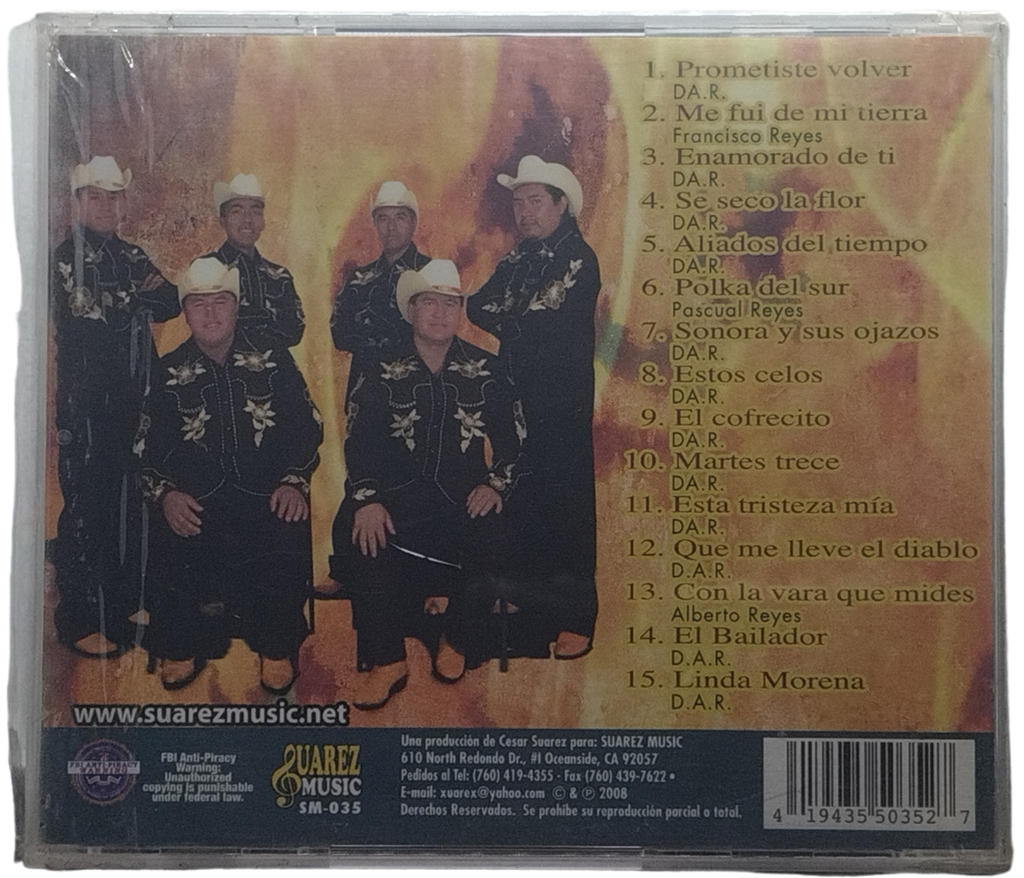 1. Prometiste volver
DA.R.
2. Me fui de mi tierra
Francisco Reyes
3. Enamorado de ti
DA.R.
4. Se seco la flor
DA.R.
5. Aliados del tiempo
DA.R.
6. Polka del sur
Pascual Reyes
7. Sonora y sus ojazos
DA.R.
8. Estos celos
DA.R.
9. El cofrecito
DA.R.
10. Martes trece
DA.R.
11. Esta tristeza mía
DA.R.
12. Que me lleve el diablo
D.A.R.
13. Con la vara que mides
Alberto Reyes
14. El Bailador
D.A.R.
15. Linda Morena
D.A.R.
www.suarezmusic.net
FBI ANTI-PIRACY
WARNING
FBI Anti-Piracy
Warning:
Unauthorized
copying is punishable
under federal law.
SUAREZ
MUSIC
SM-035
Una producción de Cesar Suarez para: SUAREZ MUSIC
610 North Redondo Dr., #1 Oceanside, CA 92057
Pedidos al Tel: (760) 419-4355 - Fax (760) 439-7622 •
E-mail: xuarex@yahoo.com © & ℗ 2008
Derechos Reservados. Se prohíbe su reproducción parcial o total.
4 19435 50352 7